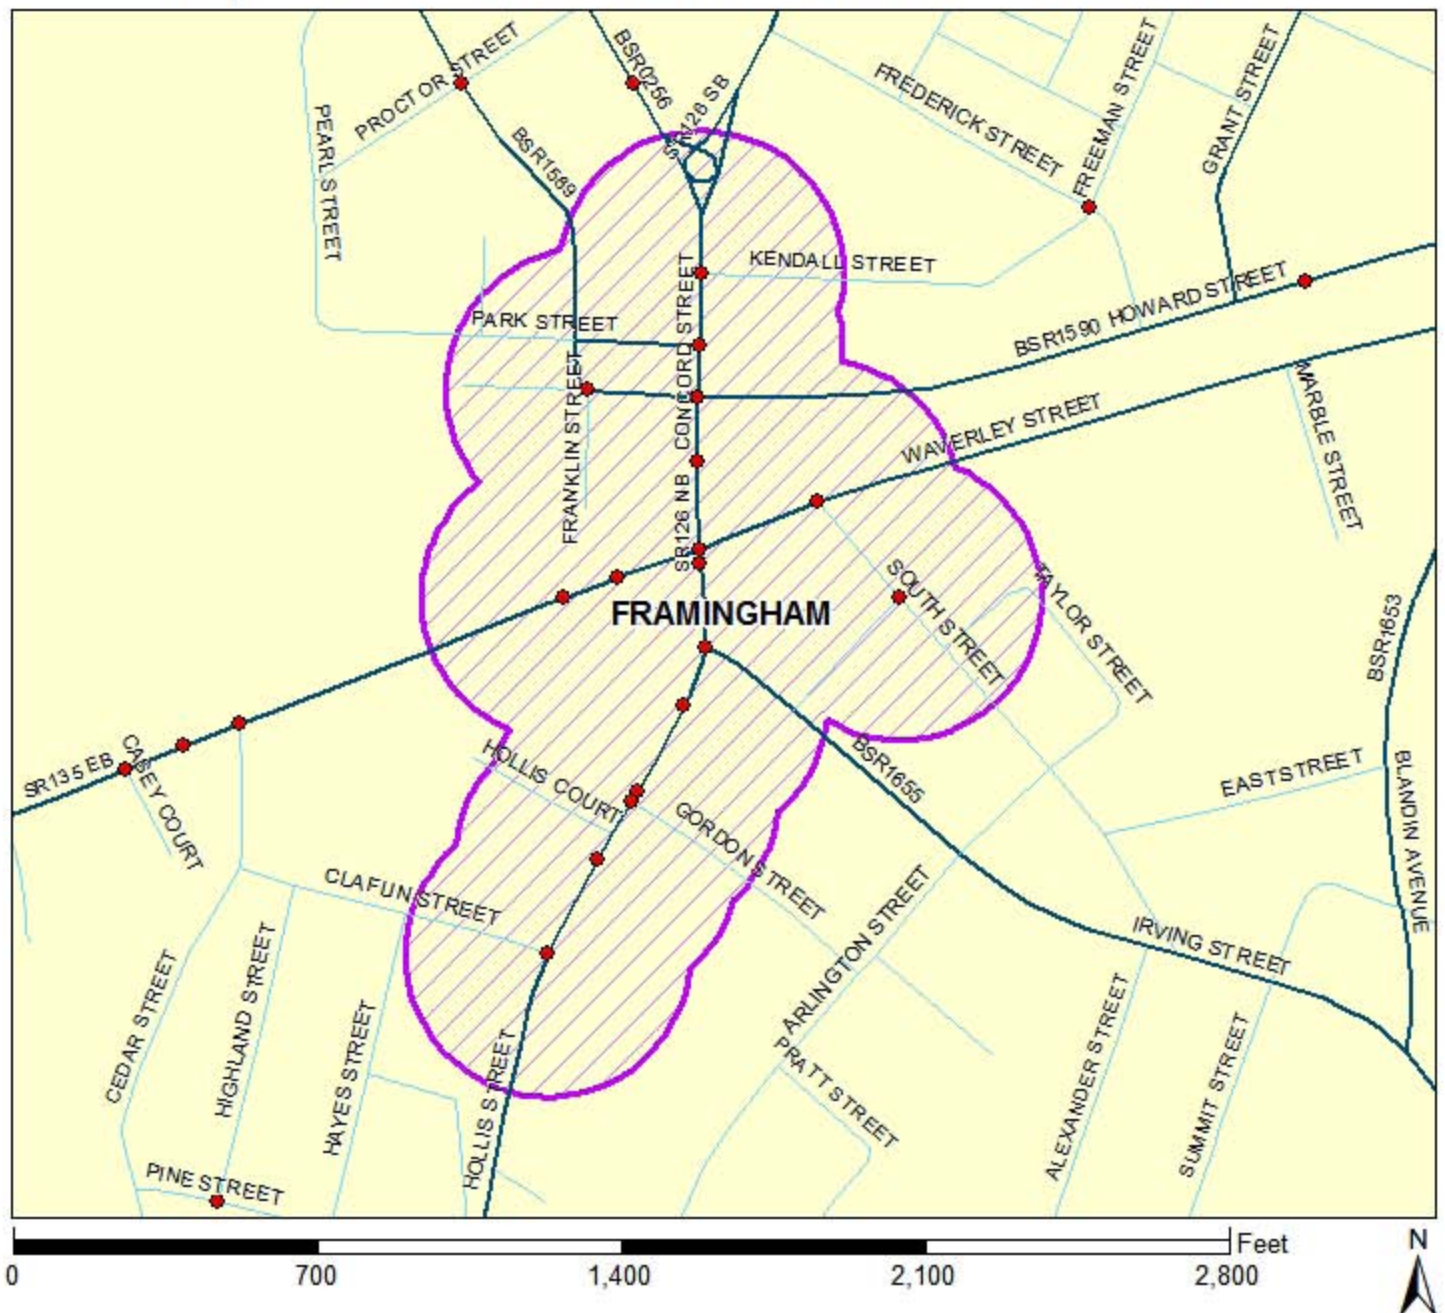 PROCTOR STREET
BSR0256
SR126 SB
FREDERICK STREET
FREEMAN STREET
GRANT STREET
PEARL STREET
BSR1589
KENDALL STREET
PARK STREET
BSR1590 HOWARD STREET
FRANKLIN STREET
SR126 NB CONCORD STREET
WAVERLEY STREET
MARBLE STREET
SOUTH STREET
TAYLOR STREET
FRAMINGHAM
BSR1653
SR135 EB
CASEY COURT
HOLLIS COURT
BSR1655
EAST STREET
BLANDIN AVENUE
GORDON STREET
CLAFLIN STREET
ARLINGTON STREET
IRVING STREET
CEDAR STREET
HIGHLAND STREET
HAYES STREET
HOLLIS STREET
PRATT STREET
ALEXANDER STREET
SUMMIT STREET
PINE STREET
Feet
N
0 700 1,400 2,100 2,800